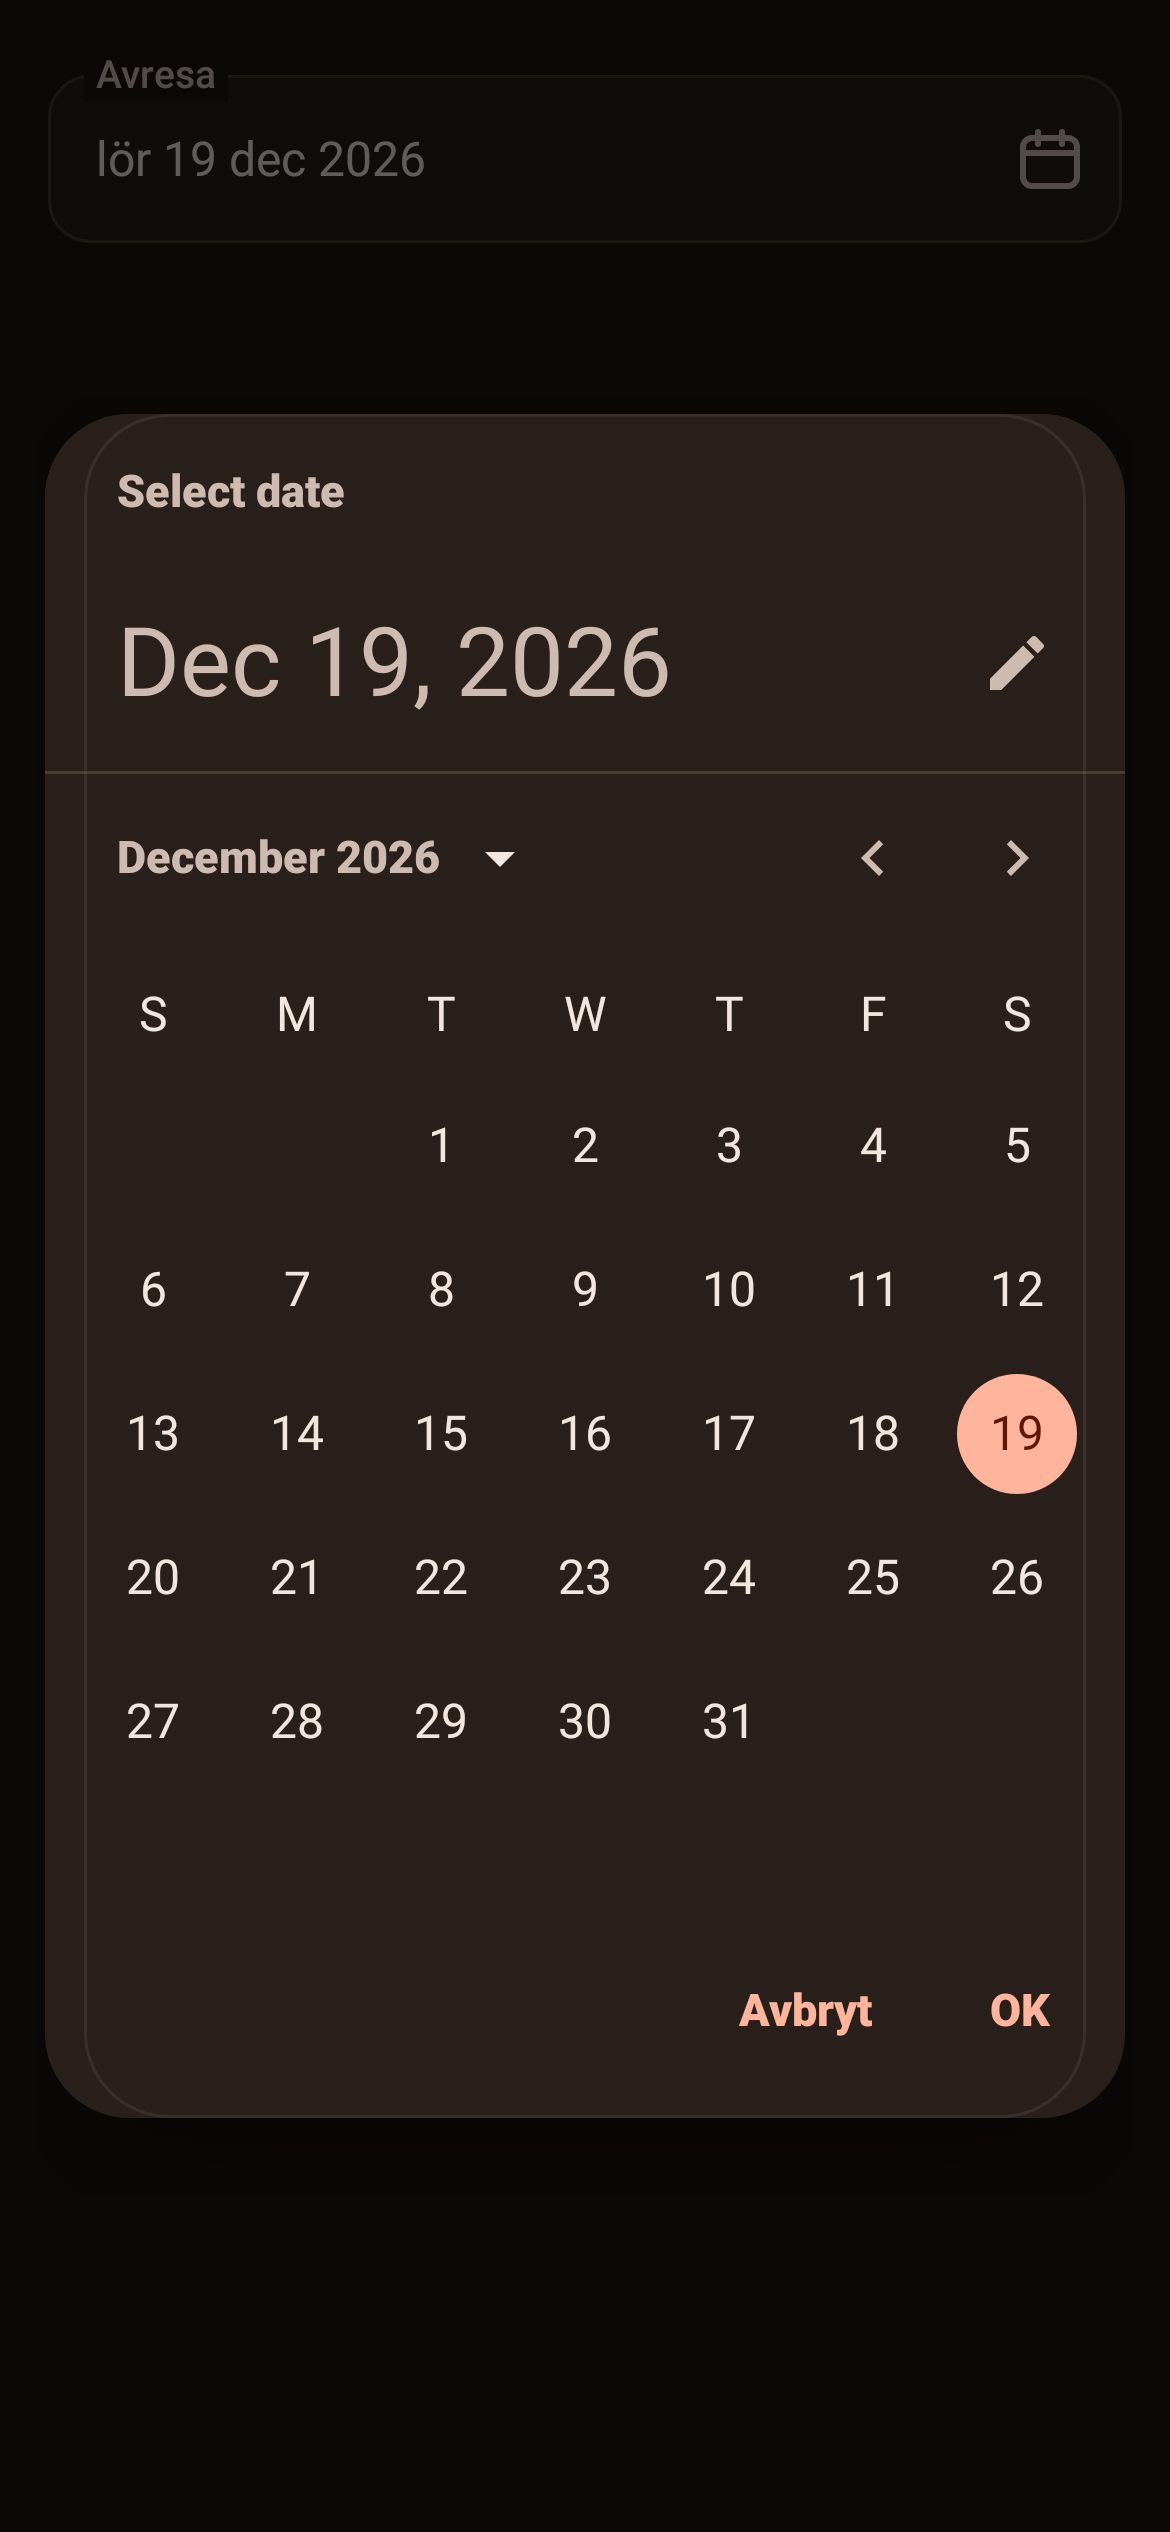 Avresa
lör 19 dec 2026
Select date
Dec 19, 2026
December 2026
S M T W T F S
1 2 3 4 5
6 7 8 9 10 11 12
13 14 15 16 17 18 19
20 21 22 23 24 25 26
27 28 29 30 31
Avbryt OK